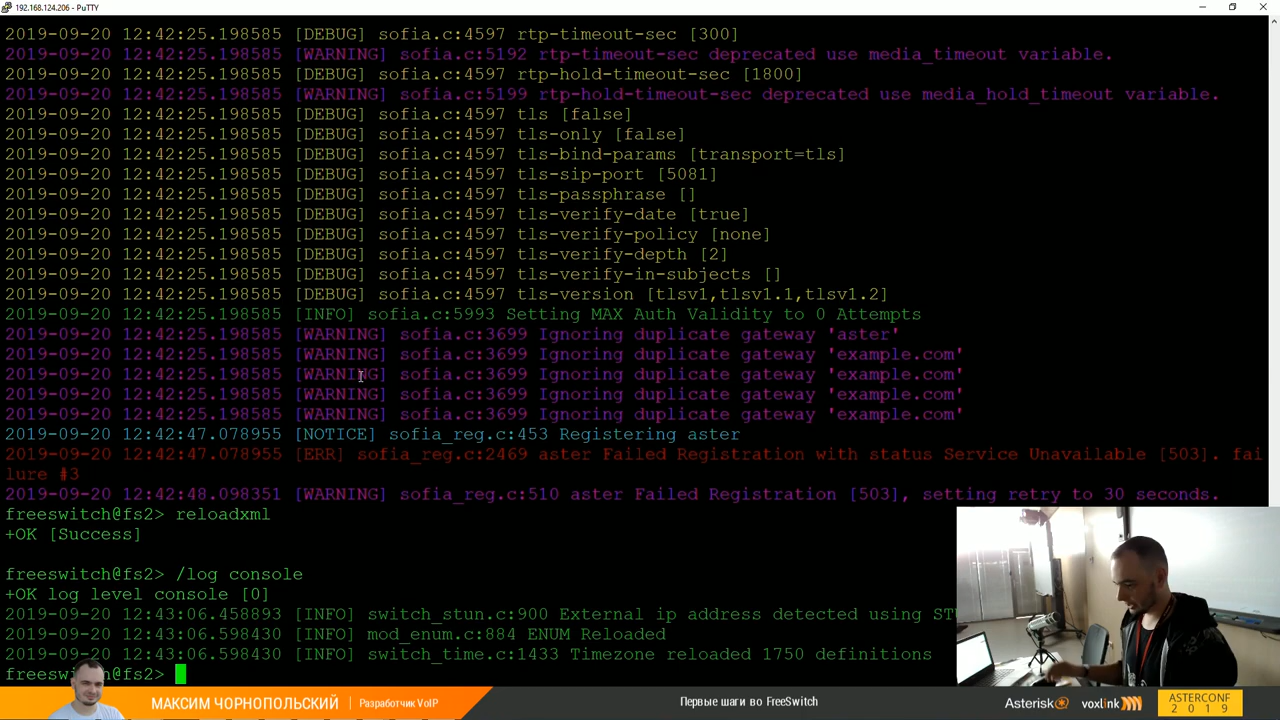 192.168.124.206 - PuTTY
2019-09-20 12:42:25.198585 [DEBUG] sofia.c:4597 rtp-timeout-sec [300]
2019-09-20 12:42:25.198585 [WARNING] sofia.c:5192 rtp-timeout-sec deprecated use media_timeout variable.
2019-09-20 12:42:25.198585 [DEBUG] sofia.c:4597 rtp-hold-timeout-sec [1800]
2019-09-20 12:42:25.198585 [WARNING] sofia.c:5199 rtp-hold-timeout-sec deprecated use media_hold_timeout variable.
2019-09-20 12:42:25.198585 [DEBUG] sofia.c:4597 tls [false]
2019-09-20 12:42:25.198585 [DEBUG] sofia.c:4597 tls-only [false]
2019-09-20 12:42:25.198585 [DEBUG] sofia.c:4597 tls-bind-params [transport=tls]
2019-09-20 12:42:25.198585 [DEBUG] sofia.c:4597 tls-sip-port [5081]
2019-09-20 12:42:25.198585 [DEBUG] sofia.c:4597 tls-passphrase []
2019-09-20 12:42:25.198585 [DEBUG] sofia.c:4597 tls-verify-date [true]
2019-09-20 12:42:25.198585 [DEBUG] sofia.c:4597 tls-verify-policy [none]
2019-09-20 12:42:25.198585 [DEBUG] sofia.c:4597 tls-verify-depth [2]
2019-09-20 12:42:25.198585 [DEBUG] sofia.c:4597 tls-verify-in-subjects []
2019-09-20 12:42:25.198585 [DEBUG] sofia.c:4597 tls-version [tlsv1,tlsv1.1,tlsv1.2]
2019-09-20 12:42:25.198585 [INFO] sofia.c:5993 Setting MAX Auth Validity to 0 Attempts
2019-09-20 12:42:25.198585 [WARNING] sofia.c:3699 Ignoring duplicate gateway 'aster'
2019-09-20 12:42:25.198585 [WARNING] sofia.c:3699 Ignoring duplicate gateway 'example.com'
2019-09-20 12:42:25.198585 [WARNING] sofia.c:3699 Ignoring duplicate gateway 'example.com'
2019-09-20 12:42:25.198585 [WARNING] sofia.c:3699 Ignoring duplicate gateway 'example.com'
2019-09-20 12:42:25.198585 [WARNING] sofia.c:3699 Ignoring duplicate gateway 'example.com'
2019-09-20 12:42:47.078955 [NOTICE] sofia_reg.c:453 Registering aster
2019-09-20 12:42:47.078955 [ERR] sofia_reg.c:2469 aster Failed Registration with status Service Unavailable [503]. fai
lure #3
2019-09-20 12:42:48.098351 [WARNING] sofia_reg.c:510 aster Failed Registration [503], setting retry to 30 seconds.
freeswitch@fs2> reloadxml
+OK [Success]
freeswitch@fs2> /log console
+OK log level console [0]
2019-09-20 12:43:06.458893 [INFO] switch_stun.c:900 External ip address detected using ST
2019-09-20 12:43:06.598430 [INFO] mod_enum.c:884 ENUM Reloaded
2019-09-20 12:43:06.598430 [INFO] switch_time.c:1433 Timezone reloaded 1750 definitions
freeswitch@fs2>
МАКСИМ ЧОРНОПОЛЬСКИЙ Разработчик VoIP Первые шаги во FreeSwitch Asterisk voxlink ASTERCONF
2019